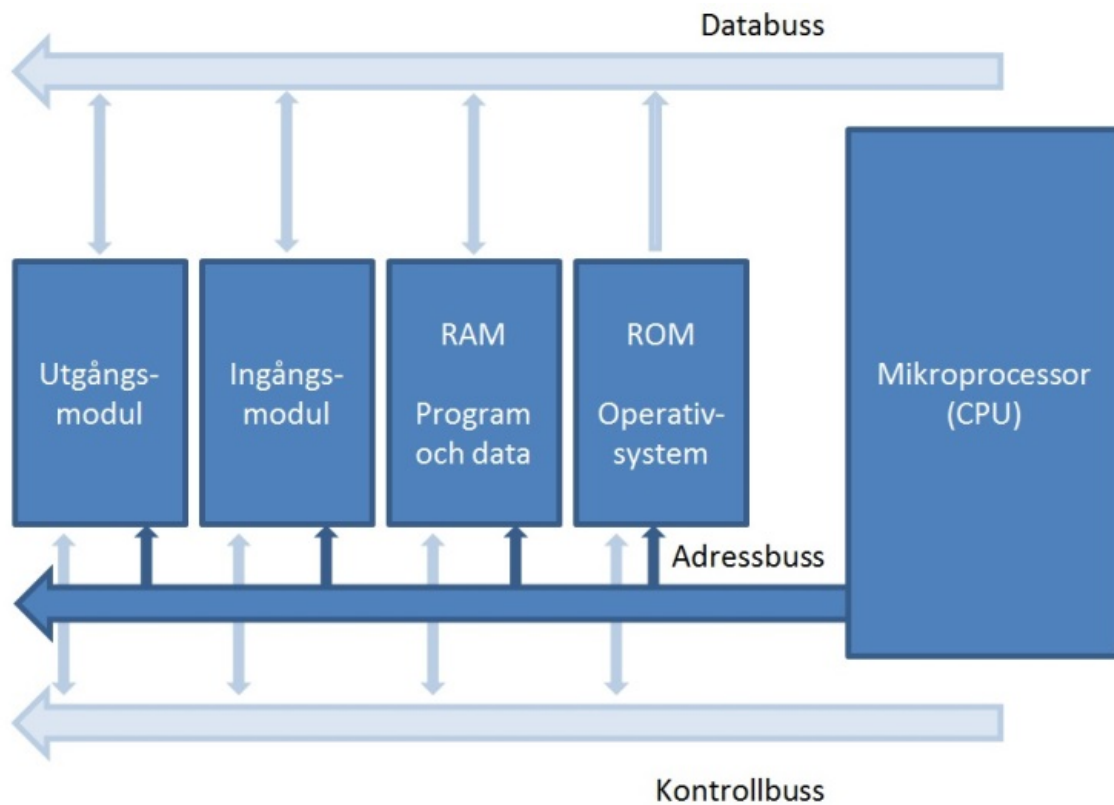 Databuss
Utgångs-
modul
Ingångs-
modul
RAM
Program
och data
ROM
Operativ-
system
Mikroprocessor
(CPU)
Adressbuss
Kontrollbuss